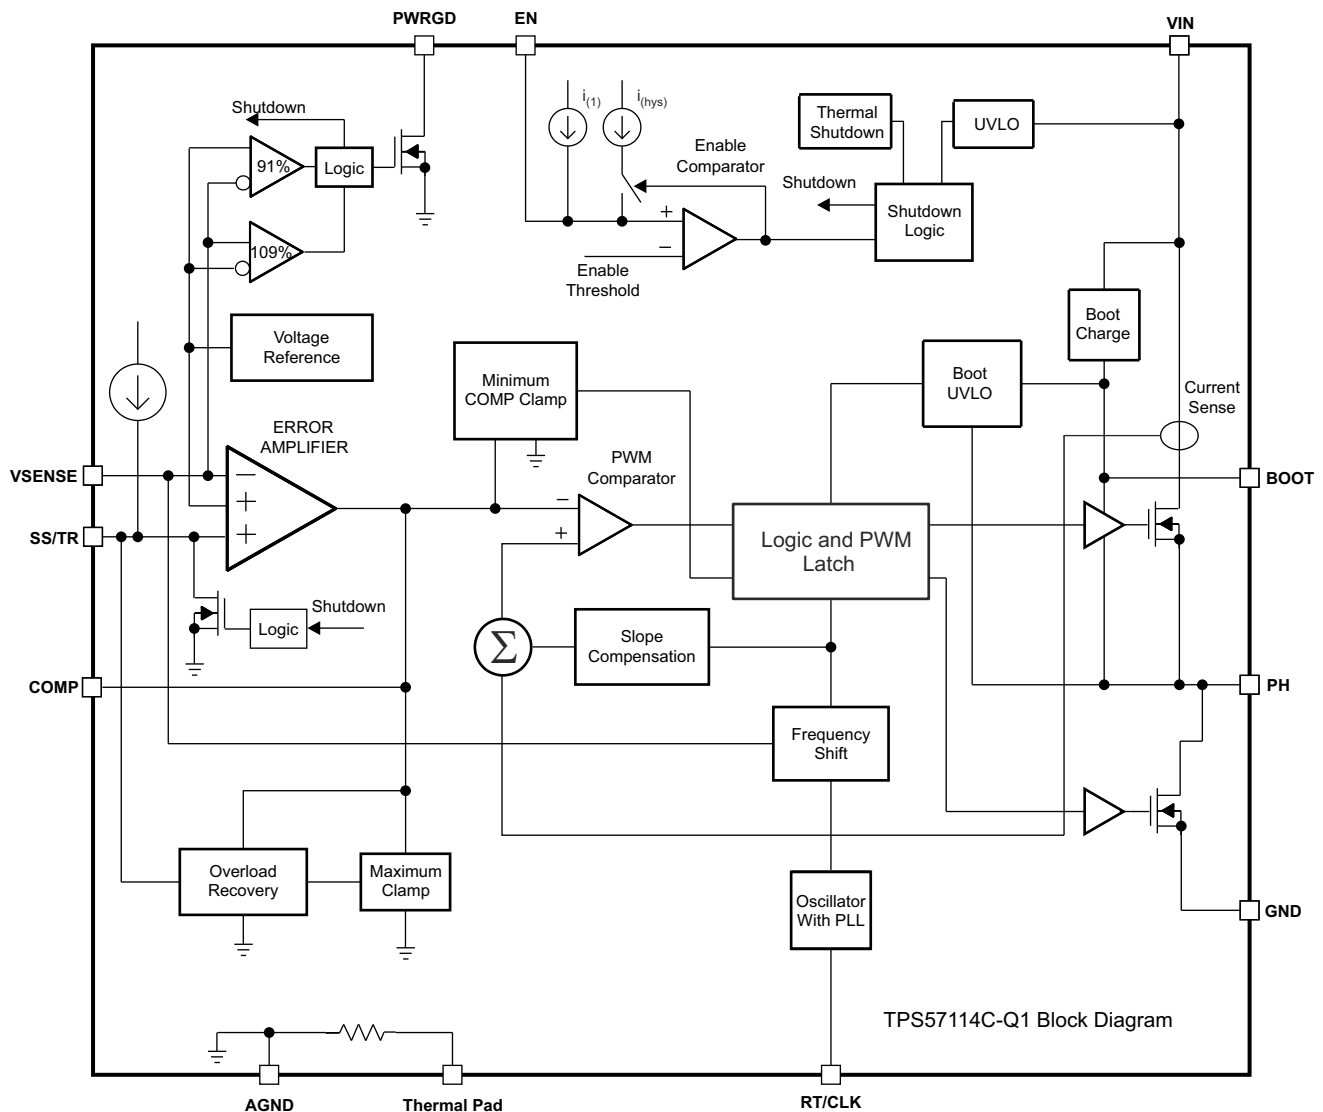 PWRGD
EN
VIN
i(1)
i(hys)
Shutdown
Thermal
Shutdown
UVLO
Enable
Comparator
91%
Logic
Shutdown
Shutdown
Logic
+
−
109%
Enable
Threshold
Boot
Charge
Voltage
Reference
Minimum
COMP Clamp
Boot
UVLO
Current
Sense
ERROR
AMPLIFIER
PWM
Comparator
VSENSE
−
+
+
BOOT
−
+
SS/TR
Logic and PWM
Latch
Shutdown
Logic
Σ
Slope
Compensation
COMP
PH
Frequency
Shift
Overload
Recovery
Maximum
Clamp
Oscillator
With PLL
GND
TPS57114C-Q1 Block Diagram
AGND
Thermal Pad
RT/CLK